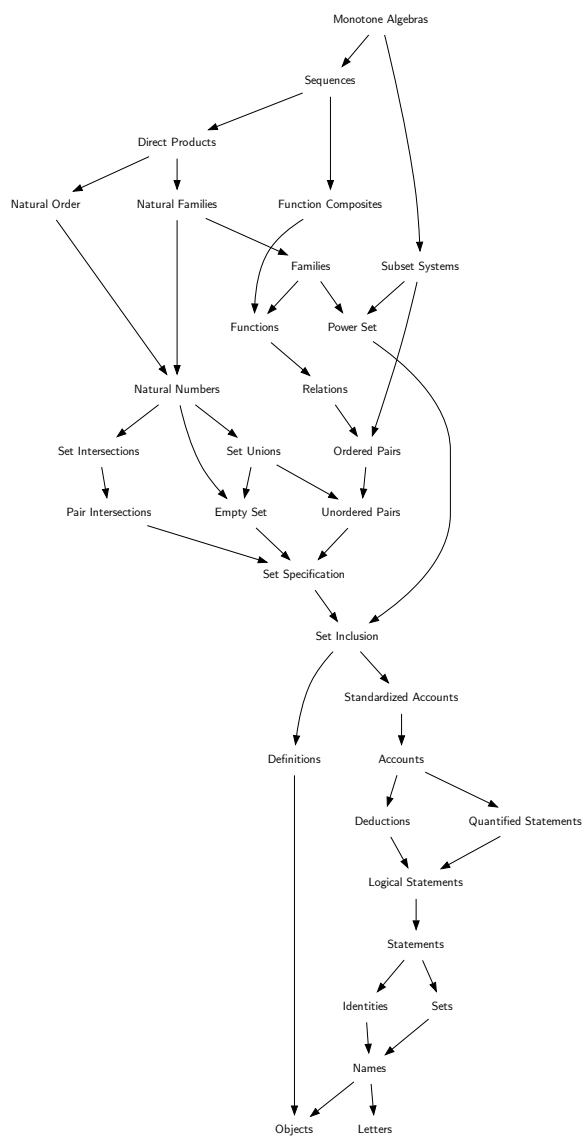 Monotone Algebras
Sequences
Direct Products
Natural Order
Natural Families
Function Composites
Families
Subset Systems
Functions
Power Set
Natural Numbers
Relations
Set Intersections
Set Unions
Ordered Pairs
Pair Intersections
Empty Set
Unordered Pairs
Set Specification
Set Inclusion
Standardized Accounts
Definitions
Accounts
Deductions
Quantified Statements
Logical Statements
Statements
Identities
Sets
Names
Objects
Letters